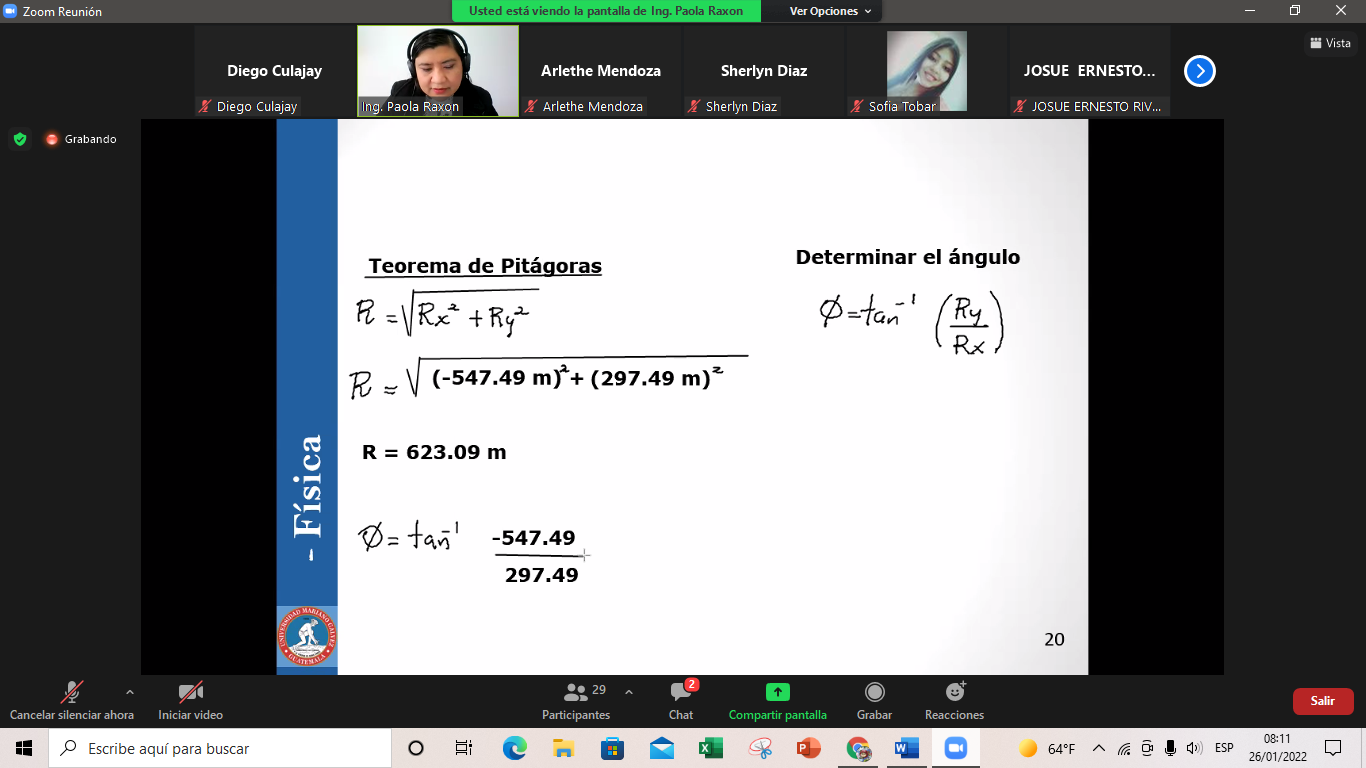 Zoom Reunión
Usted está viendo la pantalla de Ing. Paola Raxon
Ver Opciones
Vista
Diego Culajay
Diego Culajay
Ing. Paola Raxon
Arlethe Mendoza
Arlethe Mendoza
Sherlyn Diaz
Sherlyn Diaz
Sofia Tobar
JOSUE ERNESTO...
JOSUE ERNESTO RIV...
Grabando
Teorema de Pitágoras
R = √(Rx² + Ry²)
R = √((-547.49 m)² + (297.49 m)²)
R = 623.09 m
Ø = tan⁻¹ -547.49
297.49
Determinar el ángulo
Ø = tan⁻¹ (Ry
Rx)
- Física
UNIVERSIDAD MARIANO GALVEZ
GUATEMALA
20
Cancelar silenciar ahora
Iniciar video
29
Participantes
2
Chat
Compartir pantalla
Grabar
Reacciones
Salir
Escribe aquí para buscar
64°F
ESP
08:11
26/01/2022